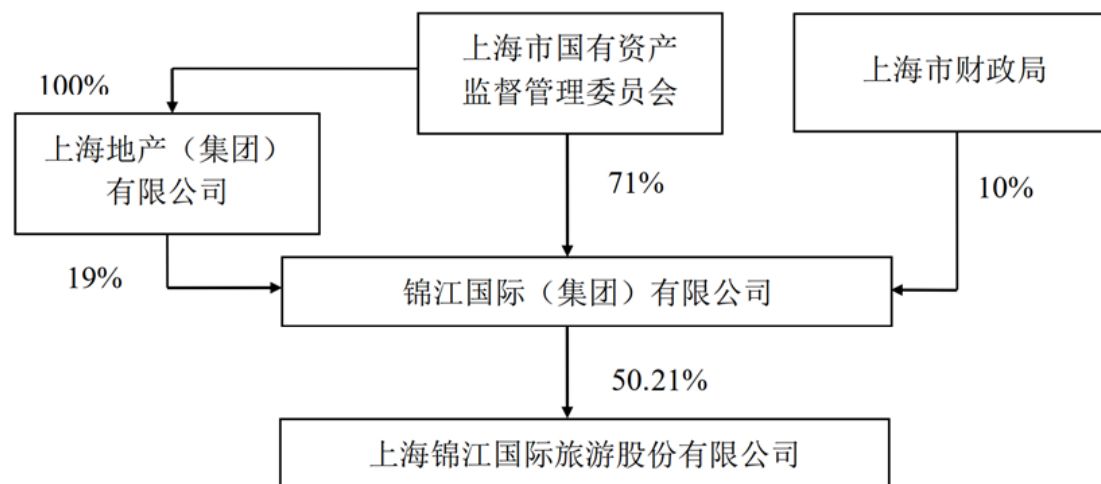 上海市国有资产
监督管理委员会
上海市财政局
100%
上海地产（集团）
有限公司
71%
10%
19%
锦江国际（集团）有限公司
50.21%
上海锦江国际旅游股份有限公司